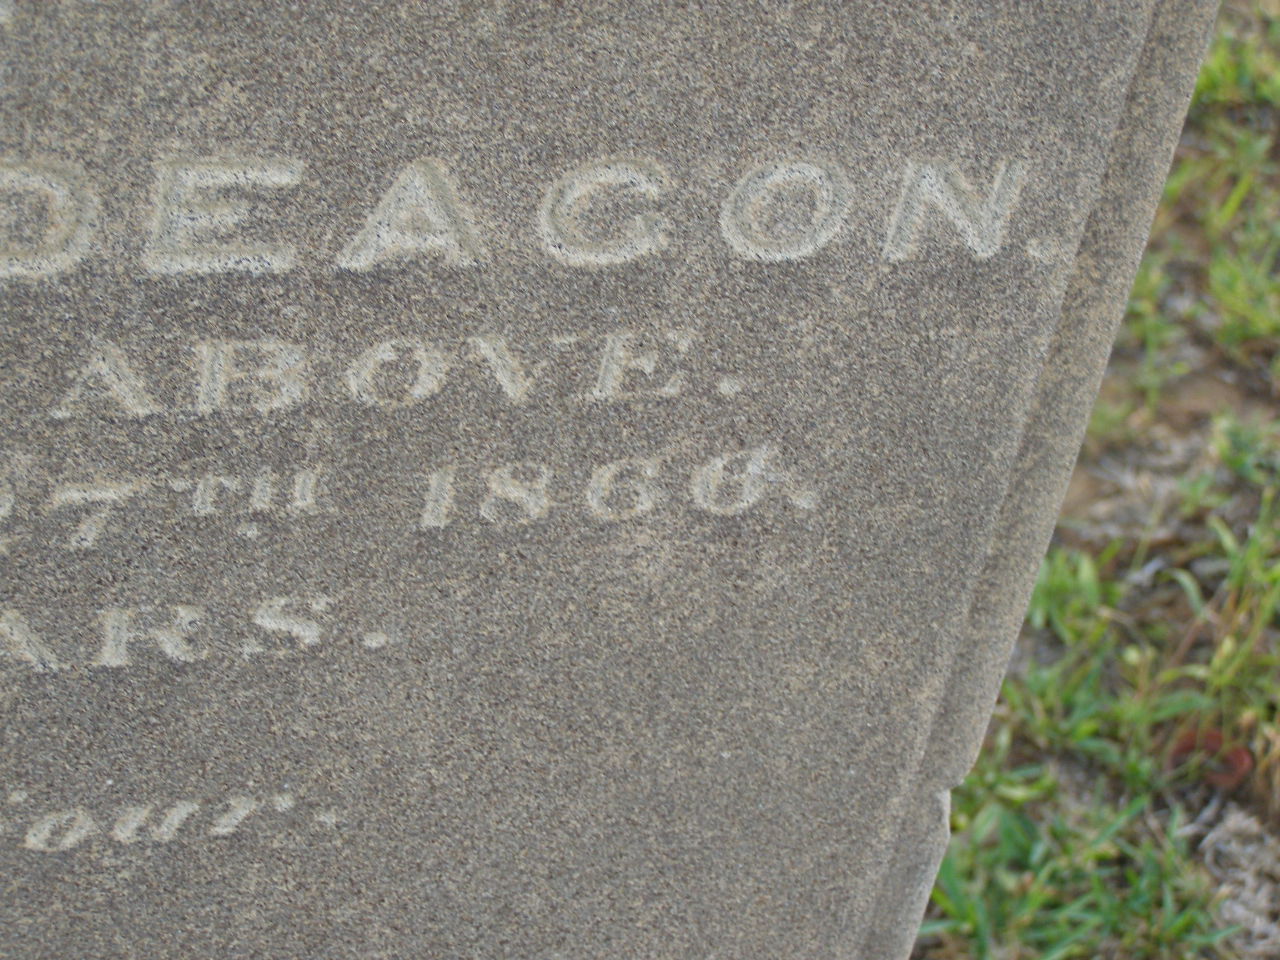 DEACON.
ABOVE.
7TH 1866.
ARS.
our.